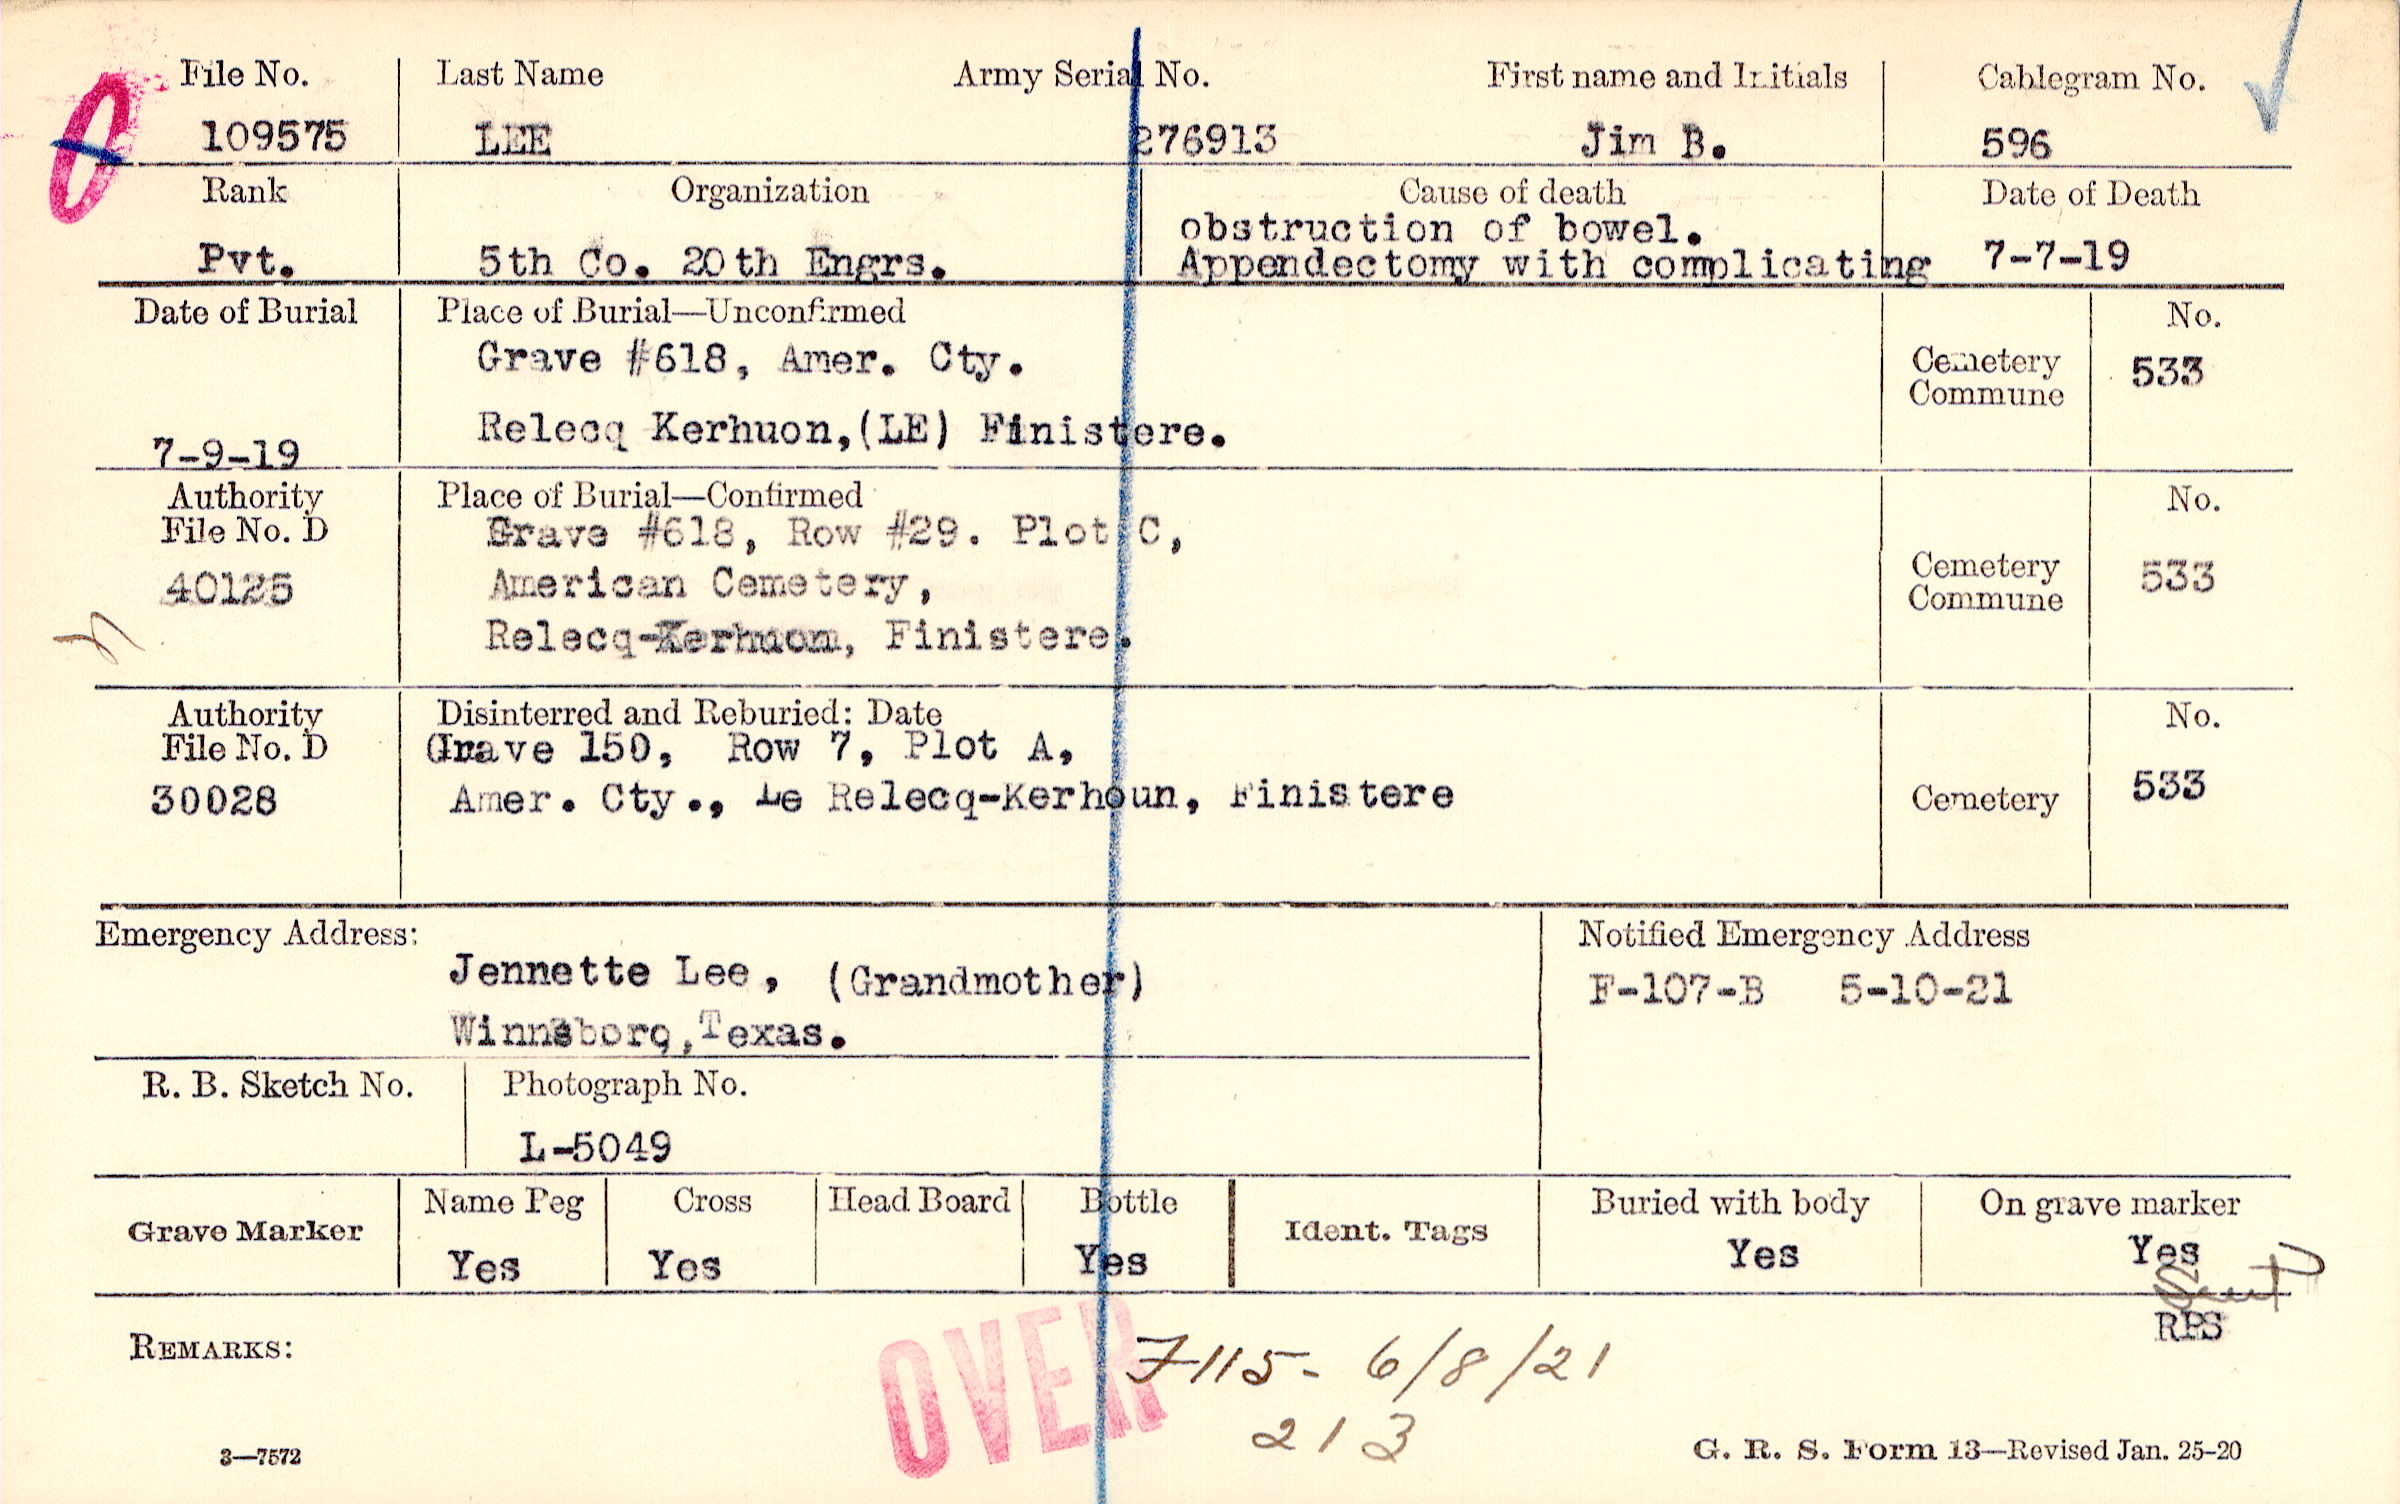 File No. Last Name Army Serial No. First name and Initials Cablegram No.
109575 LEE 276913 Jim B. 596
Rank Organization Cause of death Date of Death
obstruction of bowel.
Pvt. 5th Co. 20th Engrs. Appendectomy with complicating 7-7-19
Date of Burial Place of Burial—Unconfirmed No.
Grave #618, Amer. Cty. Cemetery 533
Commune
Relecq Kerhuon,(LE) Finistere.
7-9-19
Authority Place of Burial—Confirmed No.
File No. D Grave #618, Row #29. Plot C,
40125 American Cemetery, Cemetery 533
Commune
Relecq-Kerhuon, Finistere.
Authority Disinterred and Reburied: Date No.
File No. D Grave 150, Row 7, Plot A,
30028 Amer. Cty., Le Relecq-Kerhoun, Finistere Cemetery 533
Emergency Address: Notified Emergency Address
Jennette Lee, (Grandmother) F-107-B 5-10-21
Winnsboro,Texas.
R. B. Sketch No. Photograph No.
L-5049
Grave Marker Name Peg Cross Head Board Bottle Ident. Tags Buried with body On grave marker
Yes Yes Yes Yes Yes
RPS
REMARKS: OVER 7-115- 6/8/21
213
3—7572 G. R. S. Form 13—Revised Jan. 25-20